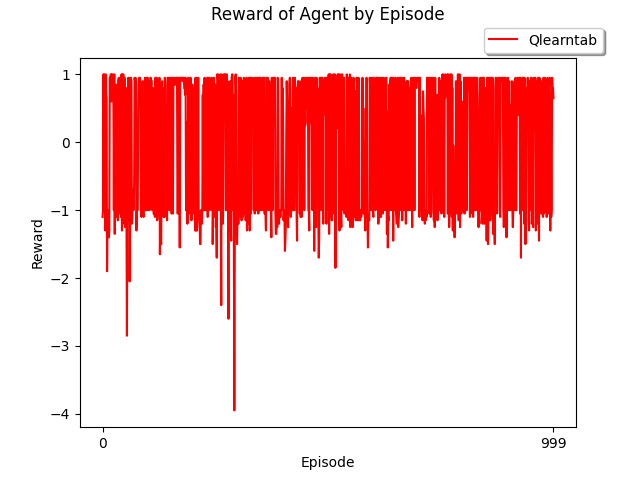 Reward of Agent by Episode
Qlearntab
1
0
−1
−2
−3
−4
Reward
0
999
Episode